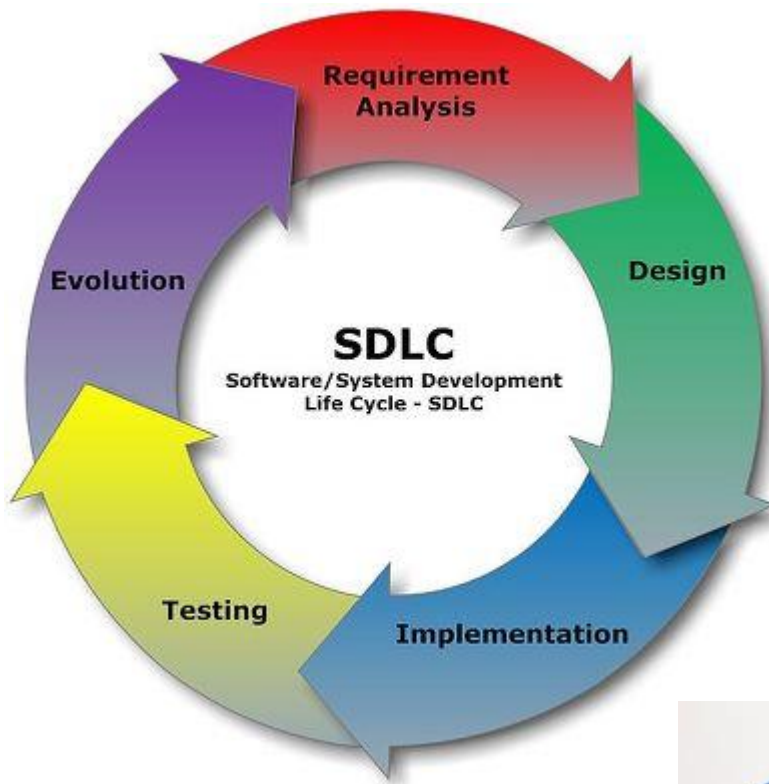 Requirement
Analysis
Design
Implementation
Testing
Evolution
SDLC
Software/System Development
Life Cycle - SDLC